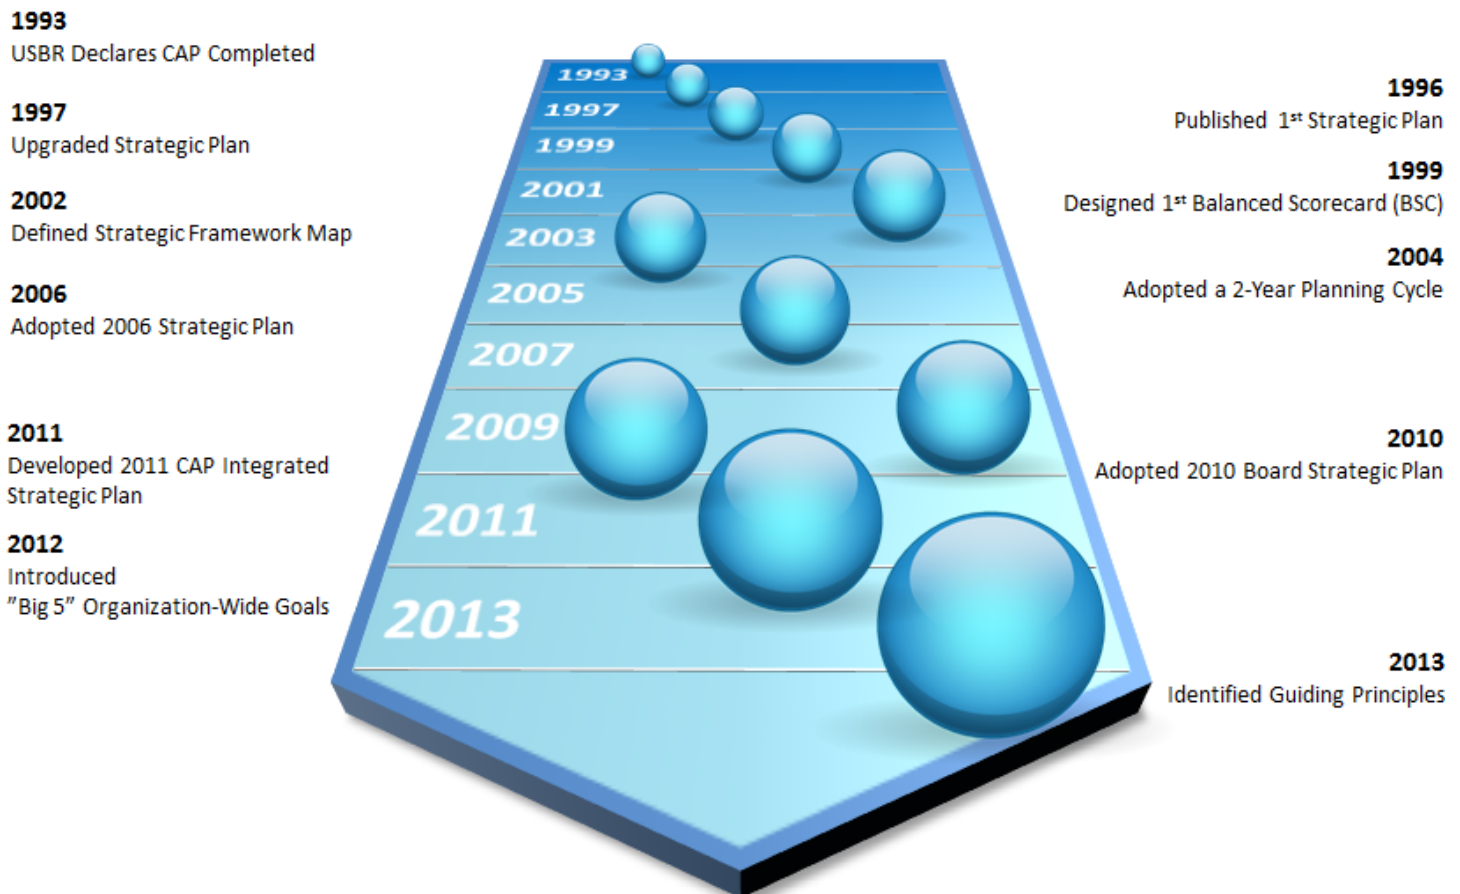 1993
USBR Declares CAP Completed
1997
Upgraded Strategic Plan
2002
Defined Strategic Framework Map
2006
Adopted 2006 Strategic Plan
2011
Developed 2011 CAP Integrated
Strategic Plan
2012
Introduced
”Big 5” Organization-Wide Goals
1993
1997
1999
2001
2003
2005
2007
2009
2011
2013
1996
Published 1st Strategic Plan
1999
Designed 1st Balanced Scorecard (BSC)
2004
Adopted a 2-Year Planning Cycle
2010
Adopted 2010 Board Strategic Plan
2013
Identified Guiding Principles